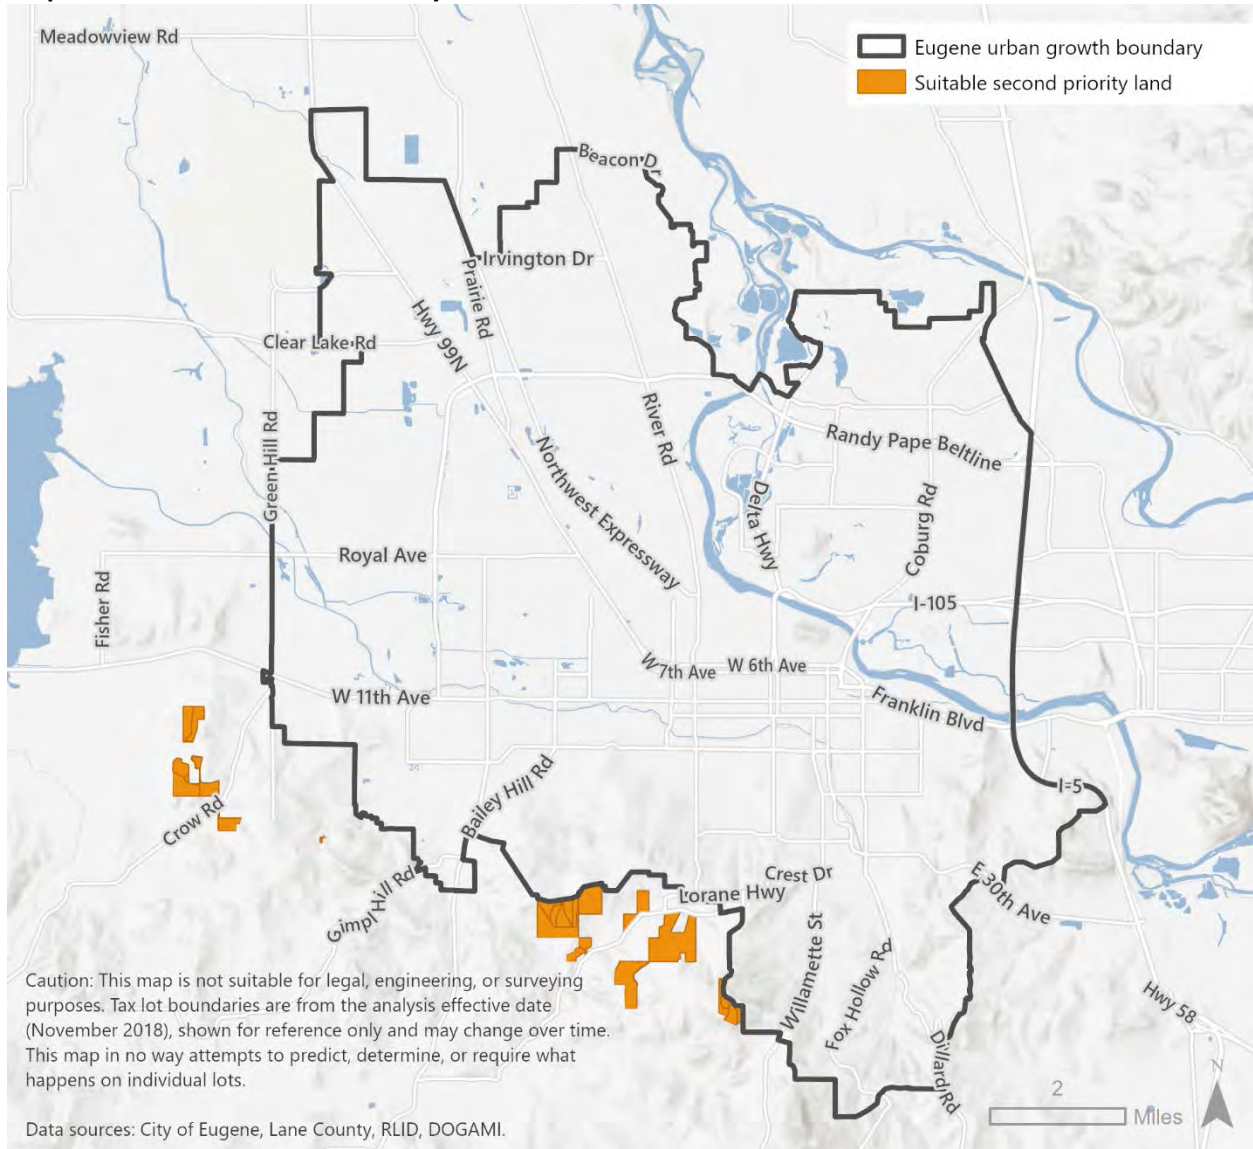 Meadowview Rd
Eugene urban growth boundary
Suitable second priority land
Beacon Dr
Irvington Dr
Prairie Rd
Hwy 99N
Clear Lake Rd
Green Hill Rd
River Rd
Randy Pape Beltline
Northwest Expressway
Delta Hwy
Coburg Rd
Royal Ave
Fisher Rd
I-105
W 7th Ave
W 6th Ave
W 11th Ave
Franklin Blvd
I-5
Bailey Hill Rd
Crow Rd
Crest Dr
E 30th Ave
Lorane Hwy
Gimpl Hill Rd
Willamette St
Fox Hollow Rd
Hwy 58
Dillard Rd
Caution: This map is not suitable for legal, engineering, or surveying
purposes. Tax lot boundaries are from the analysis effective date
(November 2018), shown for reference only and may change over time.
This map in no way attempts to predict, determine, or require what
happens on individual lots.
Data sources: City of Eugene, Lane County, RLID, DOGAMI.
2
Miles
N